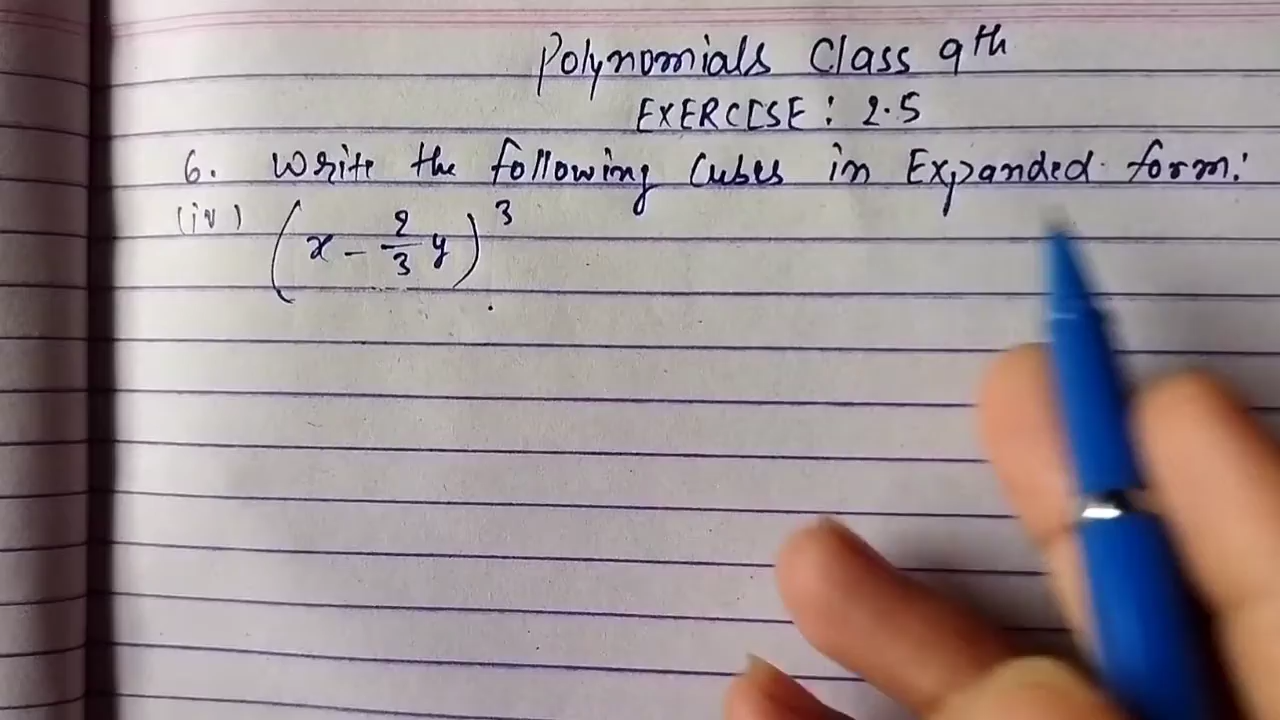 Polynomials Class 9th
EXERCISE: 2.5
6. Write the following Cubes in Expanded form:
(iv) (x - 2/3 y)^3